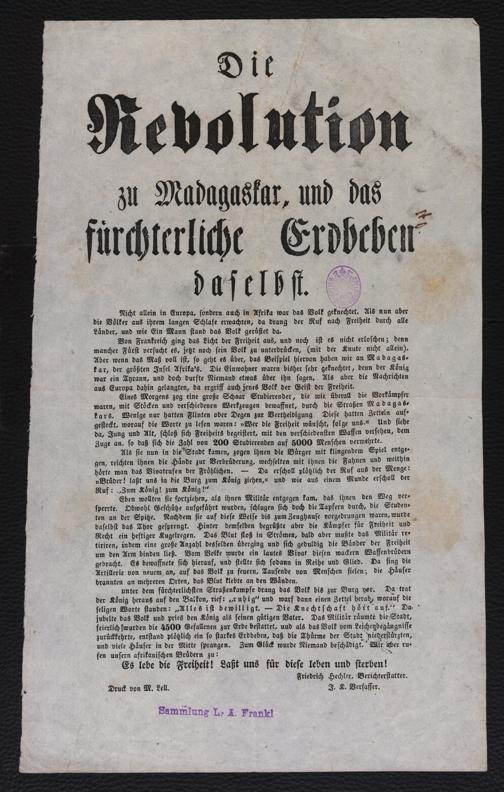 Die
Revolution
zu Madagaskar, und das
fürchterliche Erdbeben
daselbst.
Nicht allein in Europa, sondern auch in Afrika war das Volk geknechtet. Als nun aber
die Völker aus ihrem langen Schlafe erwachten, da drang der Ruf nach Freiheit durch alle
Länder, und wie Ein Mann stand das Volk gerüstet da.
Von Frankreich ging das Licht der Freiheit aus, und noch ist es nicht erloschen; denn
mancher Fürst versucht es, jetzt noch sein Volk zu unterdrücken, (mit der Knute nicht allein).
Aber wenn das Maß voll ist, so geht es über, das Beispiel hievon haben wir an Madagas-
kar, der größten Insel Afrika's. Die Einwohner waren bisher sehr geknechtet, denn der König
war ein Thrann, und doch durfte Niemand etwas über ihn sagen. Als aber die Nachrichten
aus Europa dahin gelangten, da ergriff auch jenes Volk der Geist der Freiheit.
Eines Morgens zog eine große Schaar Studierender, die wie überall die Vorkämpfer
waren, mit Stöcken und verschiedenen Werkzeugen bewaffnet, durch die Straßen Madagas-
kars. Wenige nur hatten Flinten oder Degen zur Vertheidigung. Diese hatten Zetteln auf-
gesteckt, worauf die Worte zu lesen waren: »Wer die Freiheit wünscht, folge uns.« Und siehe
da, Jung und Alt, schloß sich Freiheits begeistert, mit den verschiedensten Waffen versehen, dem
Zuge an, so daß sich die Zahl von 200 Studirenden auf 5000 Menschen vermehrte.
Als sie nun in die Stadt kamen, zogen ihnen die Bürger mit klingendem Spiel entge-
gen, reichten ihnen die Hände zur Verbrüderung, wechselten mit ihnen die Fahnen und weithin
hörte man das Vivatrufen der Fröhlichen. — Da erscholl plötzlich der Ruf aus der Menge:
»Brüder! laßt uns in die Burg zum König ziehen,« und wie aus einem Munde erscholl der
Ruf: „Zum König! zum König!"
Eben wollten sie fortziehen, als ihnen Militär entgegen kam, das ihnen den Weg ver-
sperrte. Obwohl Geschütze aufgeführt wurden, schlugen sich doch die Tapfern durch, die Studen-
ten an der Spitze. Nachdem sie auf diese Weise bis zum Zeughause vorgedrungen waren, wurde
daselbst das Thor gesprengt. Hinter demselben begrüßte aber die Kämpfer für Freiheit und
Recht ein heftiger Kugelregen. Das Blut floß in Strömen, bald aber mußte das Militär re-
tiriren, indem eine große Anzahl desselben überging und sich geduldig die Bänder der Freiheit
um den Arm binden ließ. Vom Volke wurde ein lautes Vivat diesen wackern Waffenbrüdern
gebracht. Es bewaffnete sich hierauf, und stellte sich sodann in Reihe und Glied. Da fing die
Artillerie von neuem an, auf das Volk zu feuern, Tausende von Menschen fielen; die Häuser
brannten an mehreren Orten, das Blut klebte an den Wänden.
unter dem fürchterlichsten Straßenkampfe drang das Volk bis zur Burg vor. Da trat
der König heraus auf den Balkon, rief: „ruhig" und warf dann einen Zettel herab, worauf die
seligen Worte standen: „Alles ist bewilligt. — Die Knechtschaft hört auf." Da
jubelte das Volk und pries den König als seinen gütigen Vater. Das Militär räumte die Stadt,
feierlich wurden die 4500 Gefallenen zur Erde bestattet, und als das Volk vom Leichenbegängnisse
zurückkehrte, entstand plötzlich ein so starkes Erdbeben, daß die Thürme der Stadt niederstürzten,
und viele Häuser in der Mitte sprangen. Zum Glück wurde Niemand beschädigt. Wir aber ru-
fen unsern afrikanischen Brüdern zu:
Es lebe die Freiheit! Laßt uns für diese leben und sterben!
Friedrich Hechler, Berichterstatter.
Druck von M. Lell. J. K. Verfasser.
Sammlung L. A. Frankl